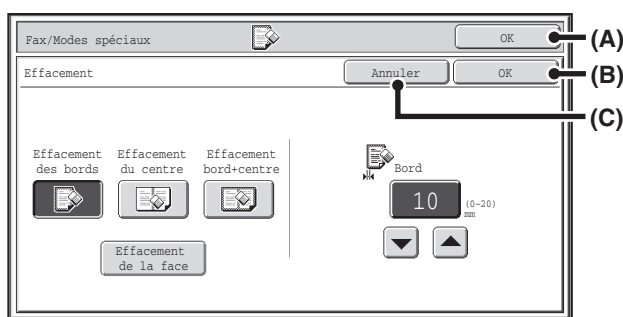 Fax/Modes spéciaux OK (A)
Effacement Annuler OK (B)
(C)
Effacement des bords
Effacement du centre
Effacement bord+centre
Bord
10 (0~20) mm
Effacement de la face